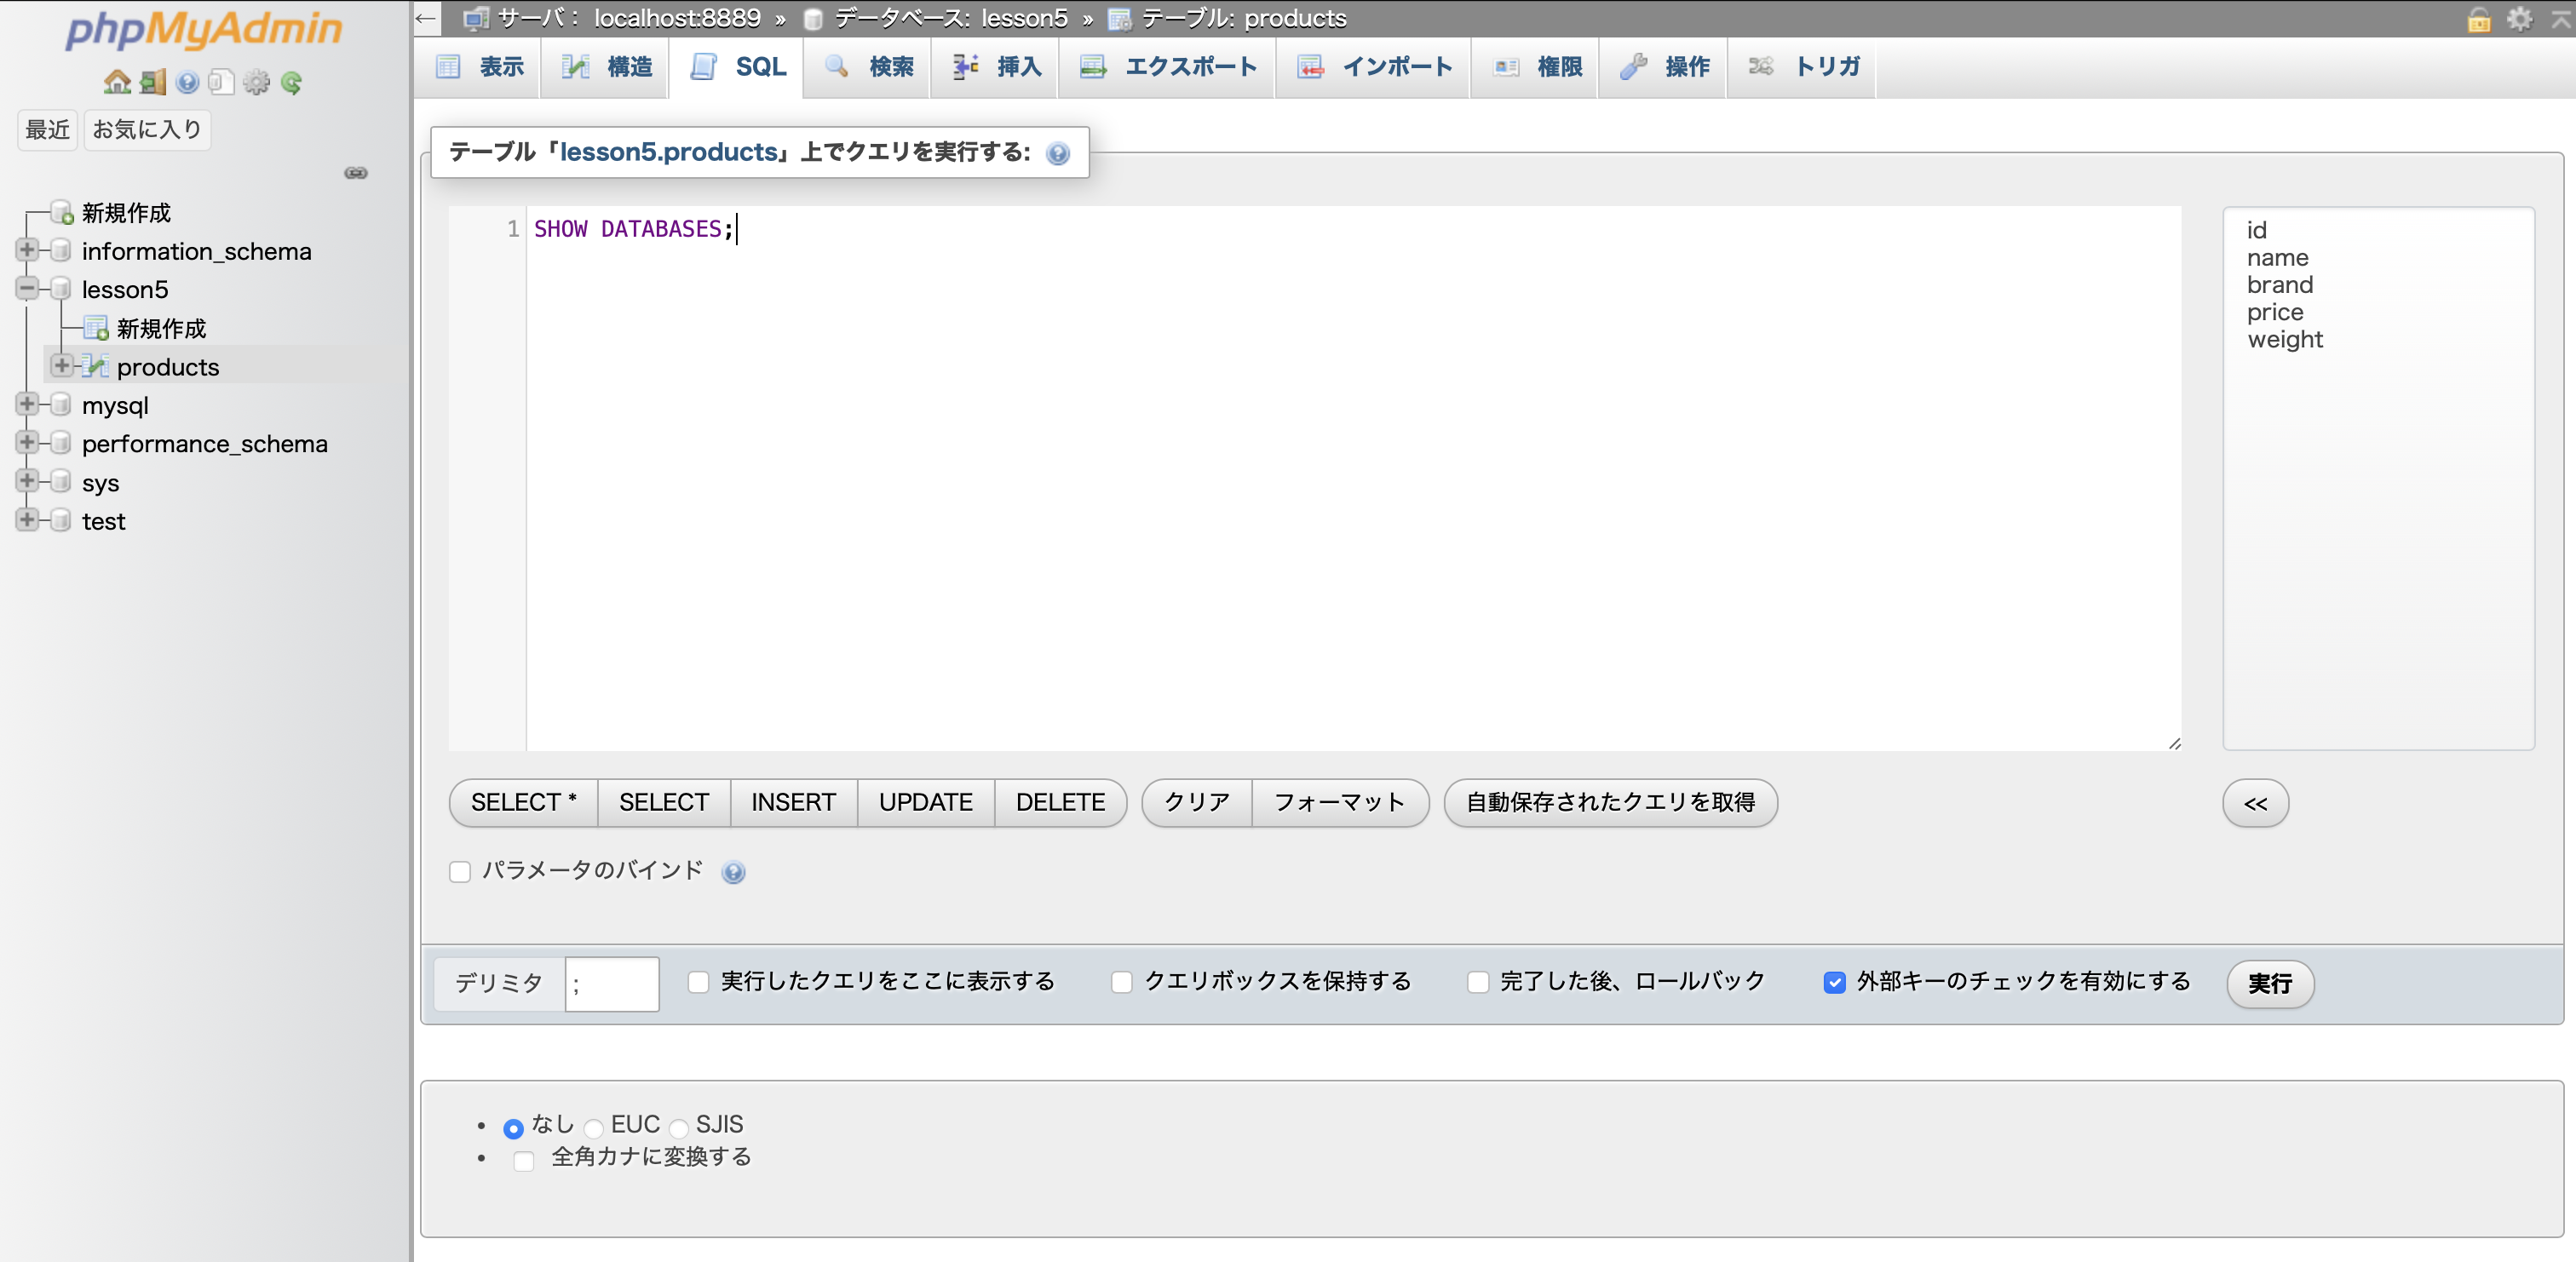 phpMyAdmin
最近 お気に入り
新規作成
information_schema
lesson5
新規作成
products
mysql
performance_schema
sys
test
サーバ： localhost:8889 » データベース: lesson5 » テーブル: products
表示 構造 SQL 検索 挿入 エクスポート インポート 権限 操作 トリガ
テーブル「lesson5.products」上でクエリを実行する:
1 SHOW DATABASES;
id
name
brand
price
weight
SELECT * SELECT INSERT UPDATE DELETE クリア フォーマット 自動保存されたクエリを取得 <<
パラメータのバインド
デリミタ ; 実行したクエリをここに表示する クエリボックスを保持する 完了した後、ロールバック 外部キーのチェックを有効にする 実行
なし EUC SJIS
全角カナに変換する